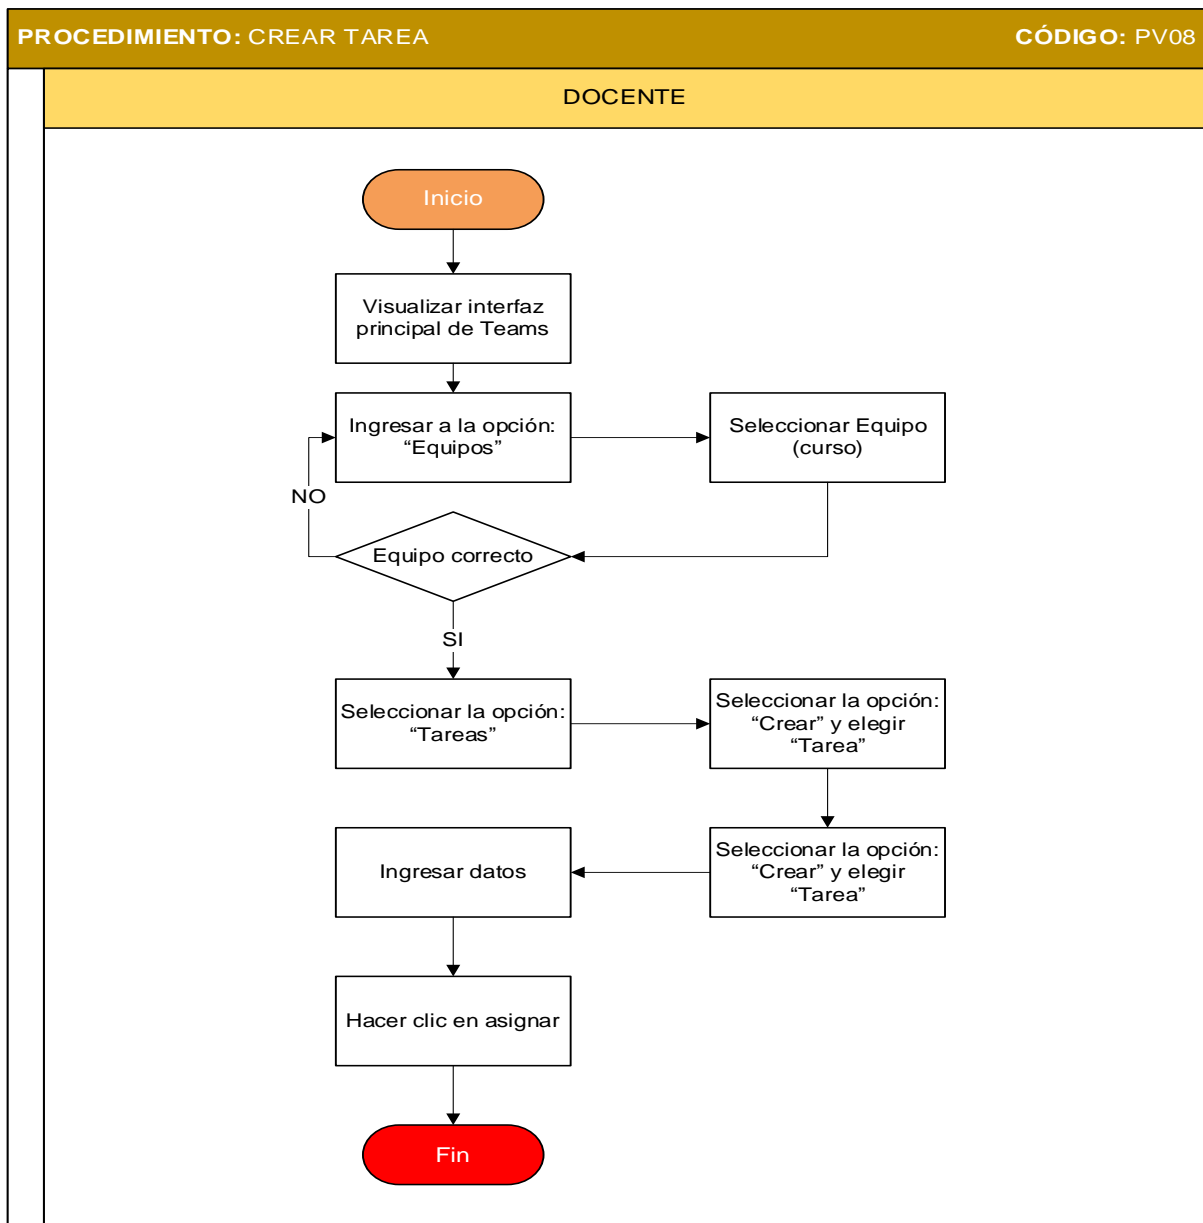 PROCEDIMIENTO: CREAR TAREA
CÓDIGO: PV08
DOCENTE
Inicio
Visualizar interfaz
principal de Teams
Ingresar a la opción:
“Equipos”
Seleccionar Equipo
(curso)
NO
Equipo correcto
SI
Seleccionar la opción:
“Tareas”
Seleccionar la opción:
“Crear” y elegir
“Tarea”
Ingresar datos
Seleccionar la opción:
“Crear” y elegir
“Tarea”
Hacer clic en asignar
Fin